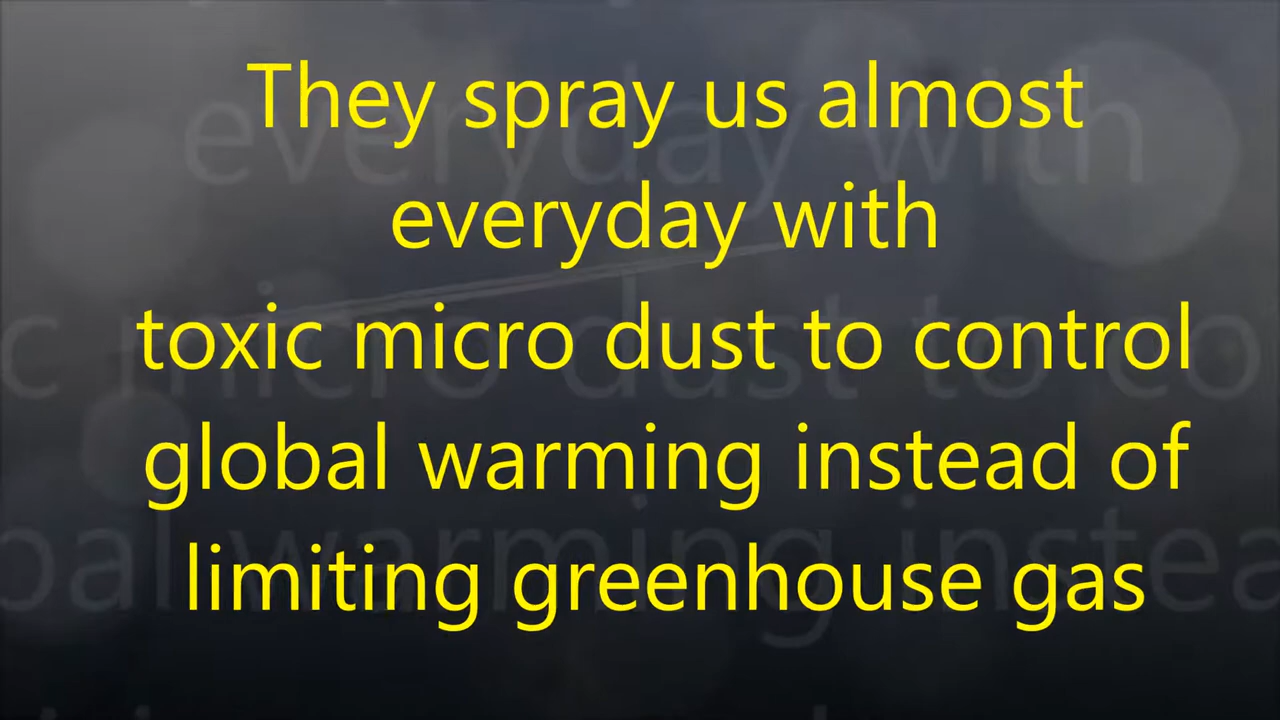 They spray us almost
everyday with
toxic micro dust to control
global warming instead of
limiting greenhouse gas